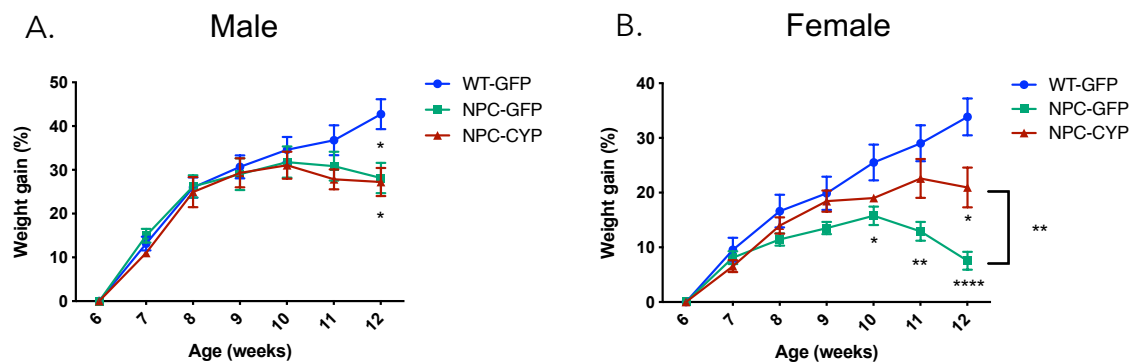 A.
Male
WT-GFP
NPC-GFP
NPC-CYP
Weight gain (%)
50
40
30
20
10
0
*
*
6 7 8 9 10 11 12
Age (weeks)
B.
Female
WT-GFP
NPC-GFP
NPC-CYP
Weight gain (%)
40
30
20
10
0
*
**
*
**
****
6 7 8 9 10 11 12
Age (weeks)